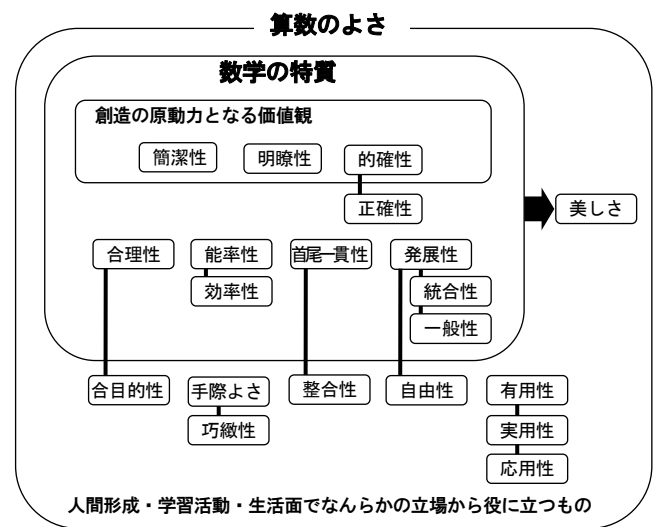 算数のよさ
数学の特質
創造の原動力となる価値観
簡潔性 明瞭性 的確性
正確性 美しさ
合理性 能率性 首尾一貫性 発展性
効率性 統合性
一般性
合目的性 手際よさ 整合性 自由性 有用性
巧緻性 実用性
応用性
人間形成・学習活動・生活面でなんらかの立場から役に立つもの